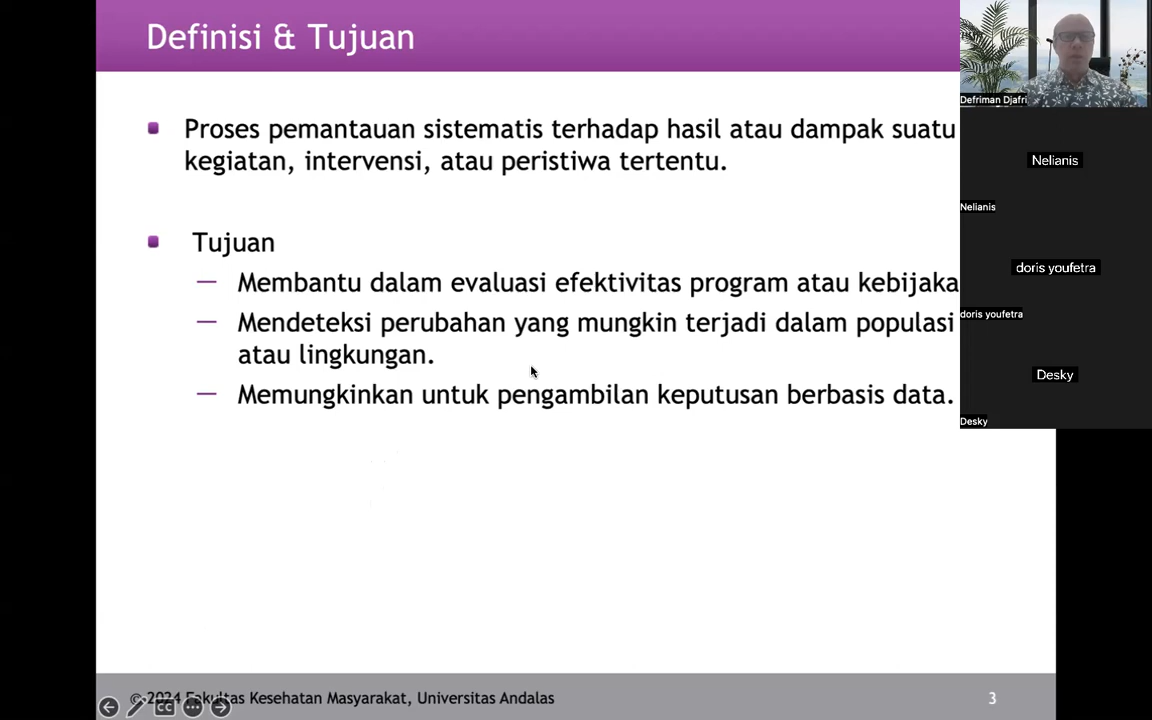 Definisi & Tujuan
Proses pemantauan sistematis terhadap hasil atau dampak suatu
kegiatan, intervensi, atau peristiwa tertentu.
Tujuan
Membantu dalam evaluasi efektivitas program atau kebijaka
Mendeteksi perubahan yang mungkin terjadi dalam populasi
atau lingkungan.
Memungkinkan untuk pengambilan keputusan berbasis data.
© 2024 Fakultas Kesehatan Masyarakat, Universitas Andalas
3
CC
Defriman Djafri
Nelianis
Nelianis
doris youfetra
doris youfetra
Desky
Desky